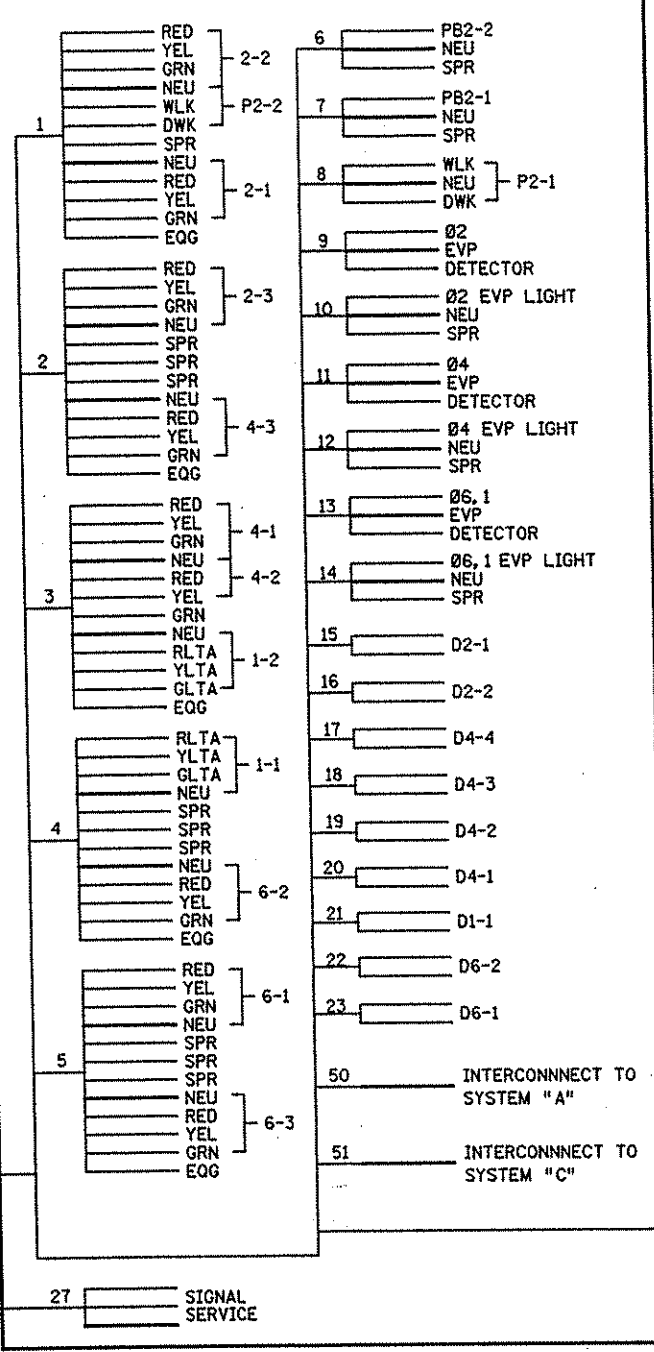 1
RED
YEL
GRN
NEU
WLK
DWK
SPR
NEU
RED
YEL
GRN
EQG
2-2
P2-2
2-1
2
RED
YEL
GRN
NEU
SPR
SPR
SPR
NEU
RED
YEL
GRN
EQG
2-3
4-3
3
RED
YEL
GRN
NEU
RED
YEL
GRN
NEU
RLTA
YLTA
GLTA
EQG
4-1
4-2
1-2
4
RLTA
YLTA
GLTA
NEU
SPR
SPR
SPR
NEU
RED
YEL
GRN
EQG
1-1
6-2
5
RED
YEL
GRN
NEU
SPR
SPR
SPR
NEU
RED
YEL
GRN
EQG
6-1
6-3
27
SIGNAL
SERVICE
6
PB2-2
NEU
SPR
7
PB2-1
NEU
SPR
8
WLK
NEU
DWK
P2-1
9
Ø2
EVP
DETECTOR
10
Ø2 EVP LIGHT
NEU
SPR
11
Ø4
EVP
DETECTOR
12
Ø4 EVP LIGHT
NEU
SPR
13
Ø6,1
EVP
DETECTOR
14
Ø6,1 EVP LIGHT
NEU
SPR
15 D2-1
16 D2-2
17 D4-4
18 D4-3
19 D4-2
20 D4-1
21 D1-1
22 D6-2
23 D6-1
50 INTERCONNNECT TO
SYSTEM "A"
51 INTERCONNNECT TO
SYSTEM "C"